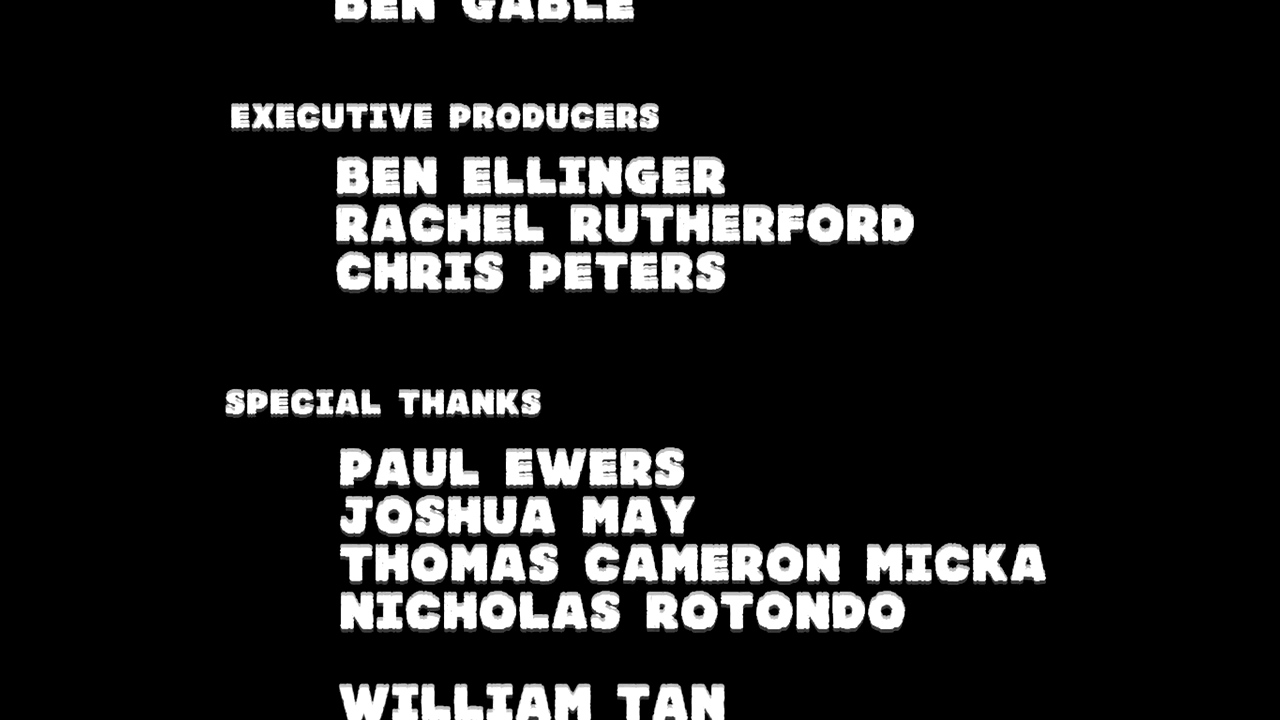 BEN GABLE
EXECUTIVE PRODUCERS
BEN ELLINGER
RACHEL RUTHERFORD
CHRIS PETERS
SPECIAL THANKS
PAUL EWERS
JOSHUA MAY
THOMAS CAMERON MICKA
NICHOLAS ROTONDO
WILLIAM TAN